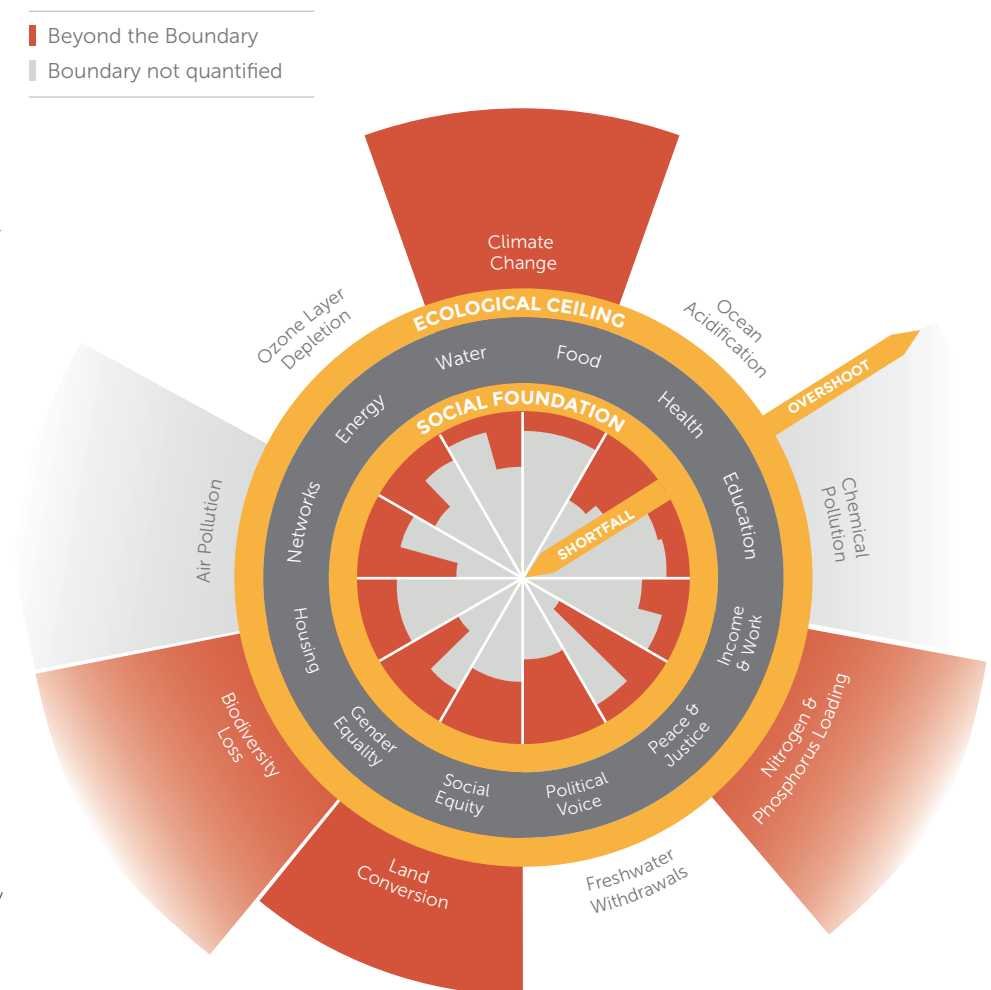 Beyond the Boundary
Boundary not quantified
Climate
Change
Ozone Layer
Depletion
Ocean
Acidification
ECOLOGICAL CEILING
OVERSHOOT
Water
Food
Energy
Health
SOCIAL FOUNDATION
SHORTFALL
Networks
Education
Air Pollution
Chemical
Pollution
Housing
Income
& Work
Gender
Equality
Peace &
Justice
Social
Equity
Political
Voice
Biodiversity
Loss
Nitrogen &
Phosphorus Loading
Land
Conversion
Freshwater
Withdrawals